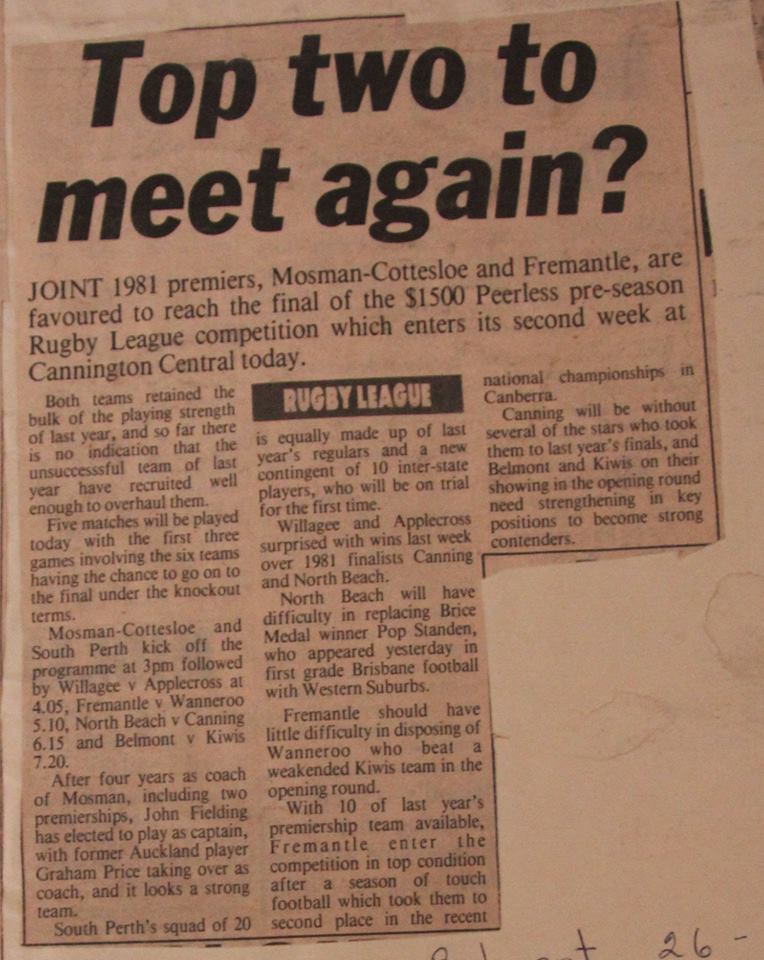 Top two to
meet again?
JOINT 1981 premiers, Mosman-Cottesloe and Fremantle, are
favoured to reach the final of the $1500 Peerless pre-season
Rugby League competition which enters its second week at
Cannington Central today.
Both teams retained the
bulk of the playing strength
of last year, and so far there
is no indication that the
unsuccesssful team of last
year have recruited well
enough to overhaul them.
Five matches will be played
today with the first three
games involving the six teams
having the chance to go on to
the final under the knockout
terms.
Mosman-Cottesloe and
South Perth kick off the
programme at 3pm followed
by Willagee v Applecross at
4.05, Fremantle v Wanneroo
5.10, North Beach v Canning
6.15 and Belmont v Kiwis
7.20.
After four years as coach
of Mosman, including two
premierships, John Fielding
has elected to play as captain,
with former Auckland player
Graham Price taking over as
coach, and it looks a strong
team.
South Perth's squad of 20
RUGBY LEAGUE
is equally made up of last
year's regulars and a new
contingent of 10 inter-state
players, who will be on trial
for the first time.
Willagee and Applecross
surprised with wins last week
over 1981 finalists Canning
and North Beach.
North Beach will have
difficulty in replacing Brice
Medal winner Pop Standen,
who appeared yesterday in
first grade Brisbane football
with Western Suburbs.
Fremantle should have
little difficulty in disposing of
Wanneroo who beat a
weakended Kiwis team in the
opening round.
With 10 of last year's
premiership team available,
Fremantle enter the
competition in top condition
after a season of touch
football which took them to
second place in the recent
national championships in
Canberra.
Canning will be without
several of the stars who took
them to last year's finals, and
Belmont and Kiwis on their
showing in the opening round
need strengthening in key
positions to become strong
contenders.
26-